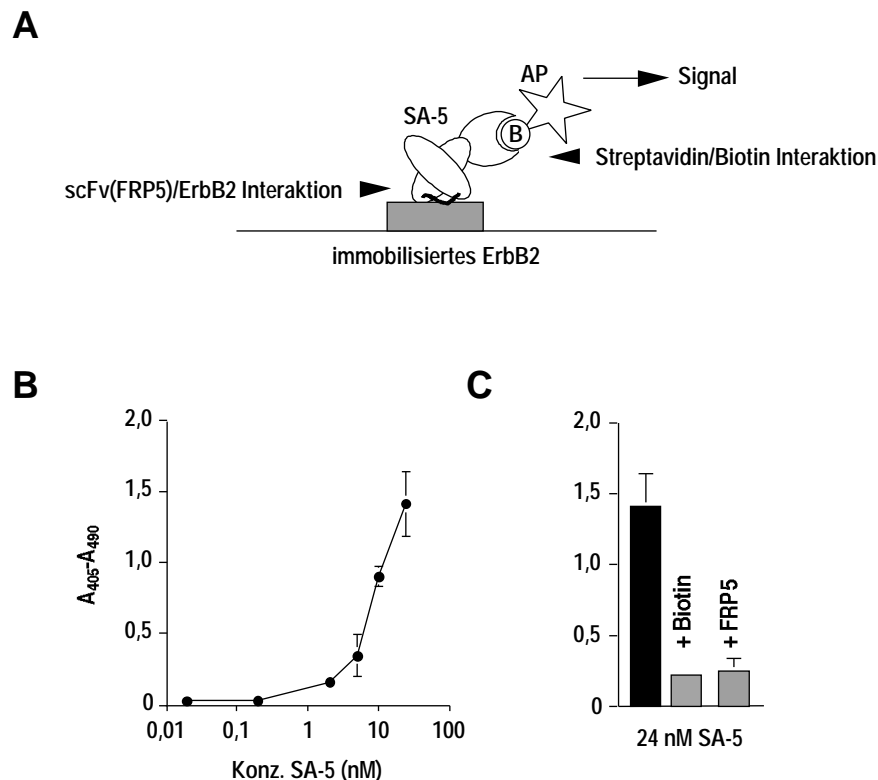 A
AP
Signal
SA-5
B
Streptavidin/Biotin Interaktion
scFv(FRP5)/ErbB2 Interaktion
immobilisiertes ErbB2
B
2,0
1,5
1,0
0,5
0
A405-A490
0,01 0,1 1 10 100
Konz. SA-5 (nM)
C
2,0
1,5
1,0
0,5
0
+ Biotin
+ FRP5
24 nM SA-5